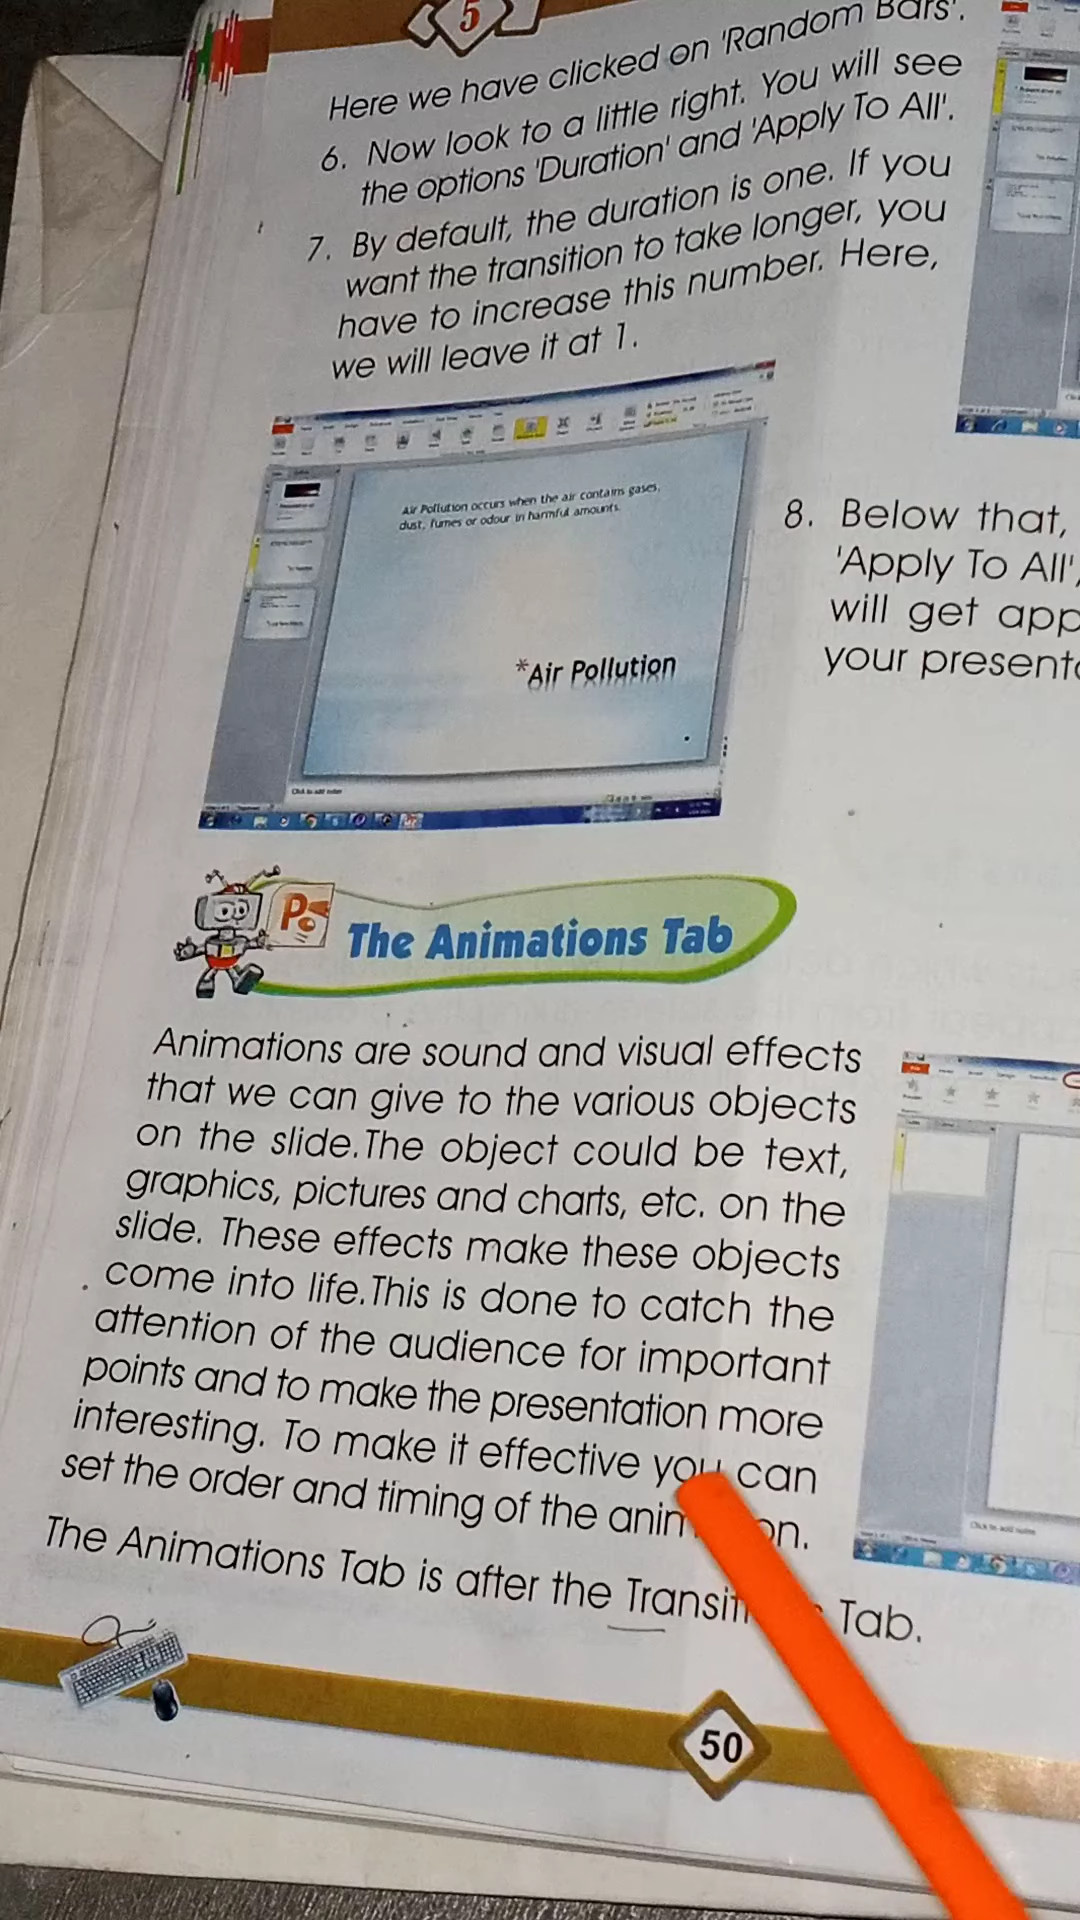 5
Here we have clicked on 'Random Bars'.
6. Now look to a little right. You will see
the options 'Duration' and 'Apply To All'.
7. By default, the duration is one. If you
want the transition to take longer, you
have to increase this number. Here,
we will leave it at 1.
Air Pollution occurs when the air contains gases,
dust, fumes or odour in harmful amounts.
*Air Pollution
Click to add notes
8. Below that,
'Apply To All',
will get
your
The Animations Tab
Animations are sound and visual effects
that we can give to the various objects
on the slide.The object could be text,
graphics, pictures and charts, etc. on the
slide. These effects make these objects
come into life.This is done to catch the
attention of the audience for important
points and to make the presentation more
interesting. To make it effective you can
set the order and timing of the
The Animations Tab is after the Tab.
Click to add notes
50